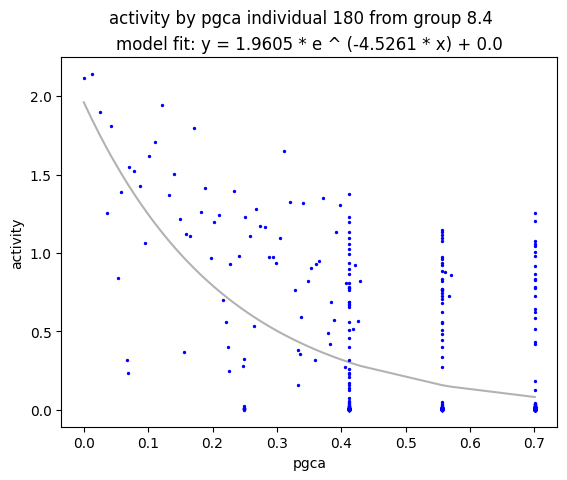 activity by pgca individual 180 from group 8.4
model fit: y = 1.9605 * e ^ (-4.5261 * x) + 0.0
2.0
1.5
1.0
0.5
0.0
activity
0.0 0.1 0.2 0.3 0.4 0.5 0.6 0.7
pgca